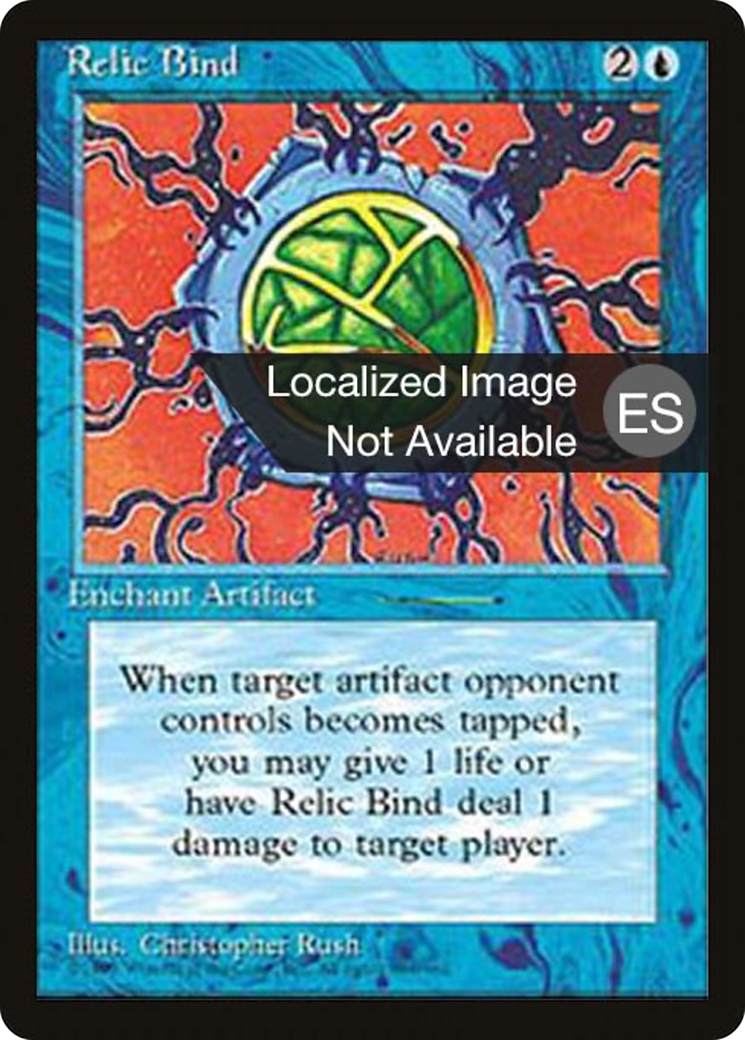 Relic Bind 2
Localized Image
Not Available
ES
Enchant Artifact
When target artifact opponent
controls becomes tapped,
you may give 1 life or
have Relic Bind deal 1
damage to target player.
Illus. Christopher Rush